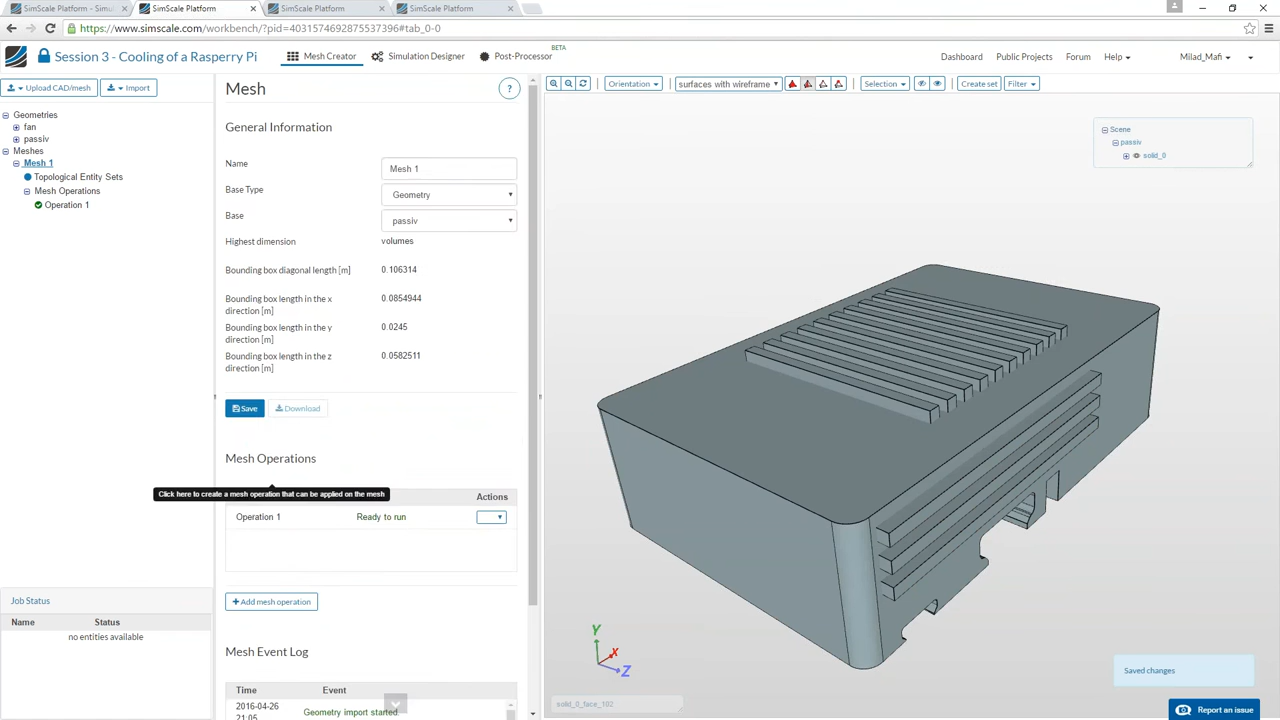 SimScale Platform - Simu
SimScale Platform
SimScale Platform
SimScale Platform
https://www.simscale.com/workbench/?pid=4031574692875537396#tab_0-0
Session 3 - Cooling of a Rasperry Pi
Mesh Creator
Simulation Designer
Post-Processor
BETA
Dashboard
Public Projects
Forum
Help
Milad_Mafi
Upload CAD/mesh
Import
Geometries
fan
passiv
Meshes
Mesh 1
Topological Entity Sets
Mesh Operations
Operation 1
Job Status
Name Status
no entities available
Mesh
?
General Information
Name Mesh 1
Base Type Geometry
Base passiv
Highest dimension volumes
Bounding box diagonal length [m] 0.106314
Bounding box length in the x 0.0854944
direction [m]
Bounding box length in the y 0.0245
direction [m]
Bounding box length in the z 0.0582511
direction [m]
Save
Download
Mesh Operations
Click here to create a mesh operation that can be applied on the mesh
Actions
Operation 1 Ready to run
+ Add mesh operation
Mesh Event Log
Time Event
2016-04-26
21:05
Geometry import started
Orientation
surfaces with wireframe
Selection
Create set
Filter
Scene
passiv
solid_0
Y
X
Z
solid_0_face_102
Saved changes
Report an issue